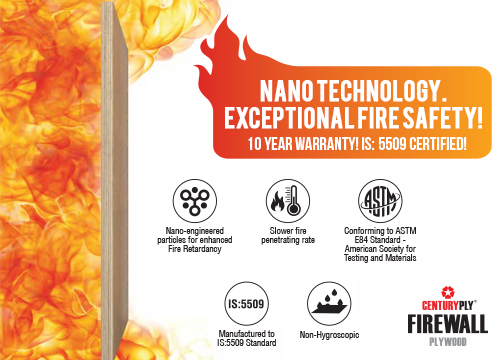 NANO TECHNOLOGY.
EXCEPTIONAL FIRE SAFETY!
10 YEAR WARRANTY! IS: 5509 CERTIFIED!
Nano-engineered
particles for enhanced
Fire Retardancy
Slower fire
penetrating rate
ASTM
Conforming to ASTM
E84 Standard -
American Society for
Testing and Materials
IS:5509
Manufactured to
IS:5509 Standard
Non-Hygroscopic
CENTURYPLY®
FIREWALL
PLYWOOD